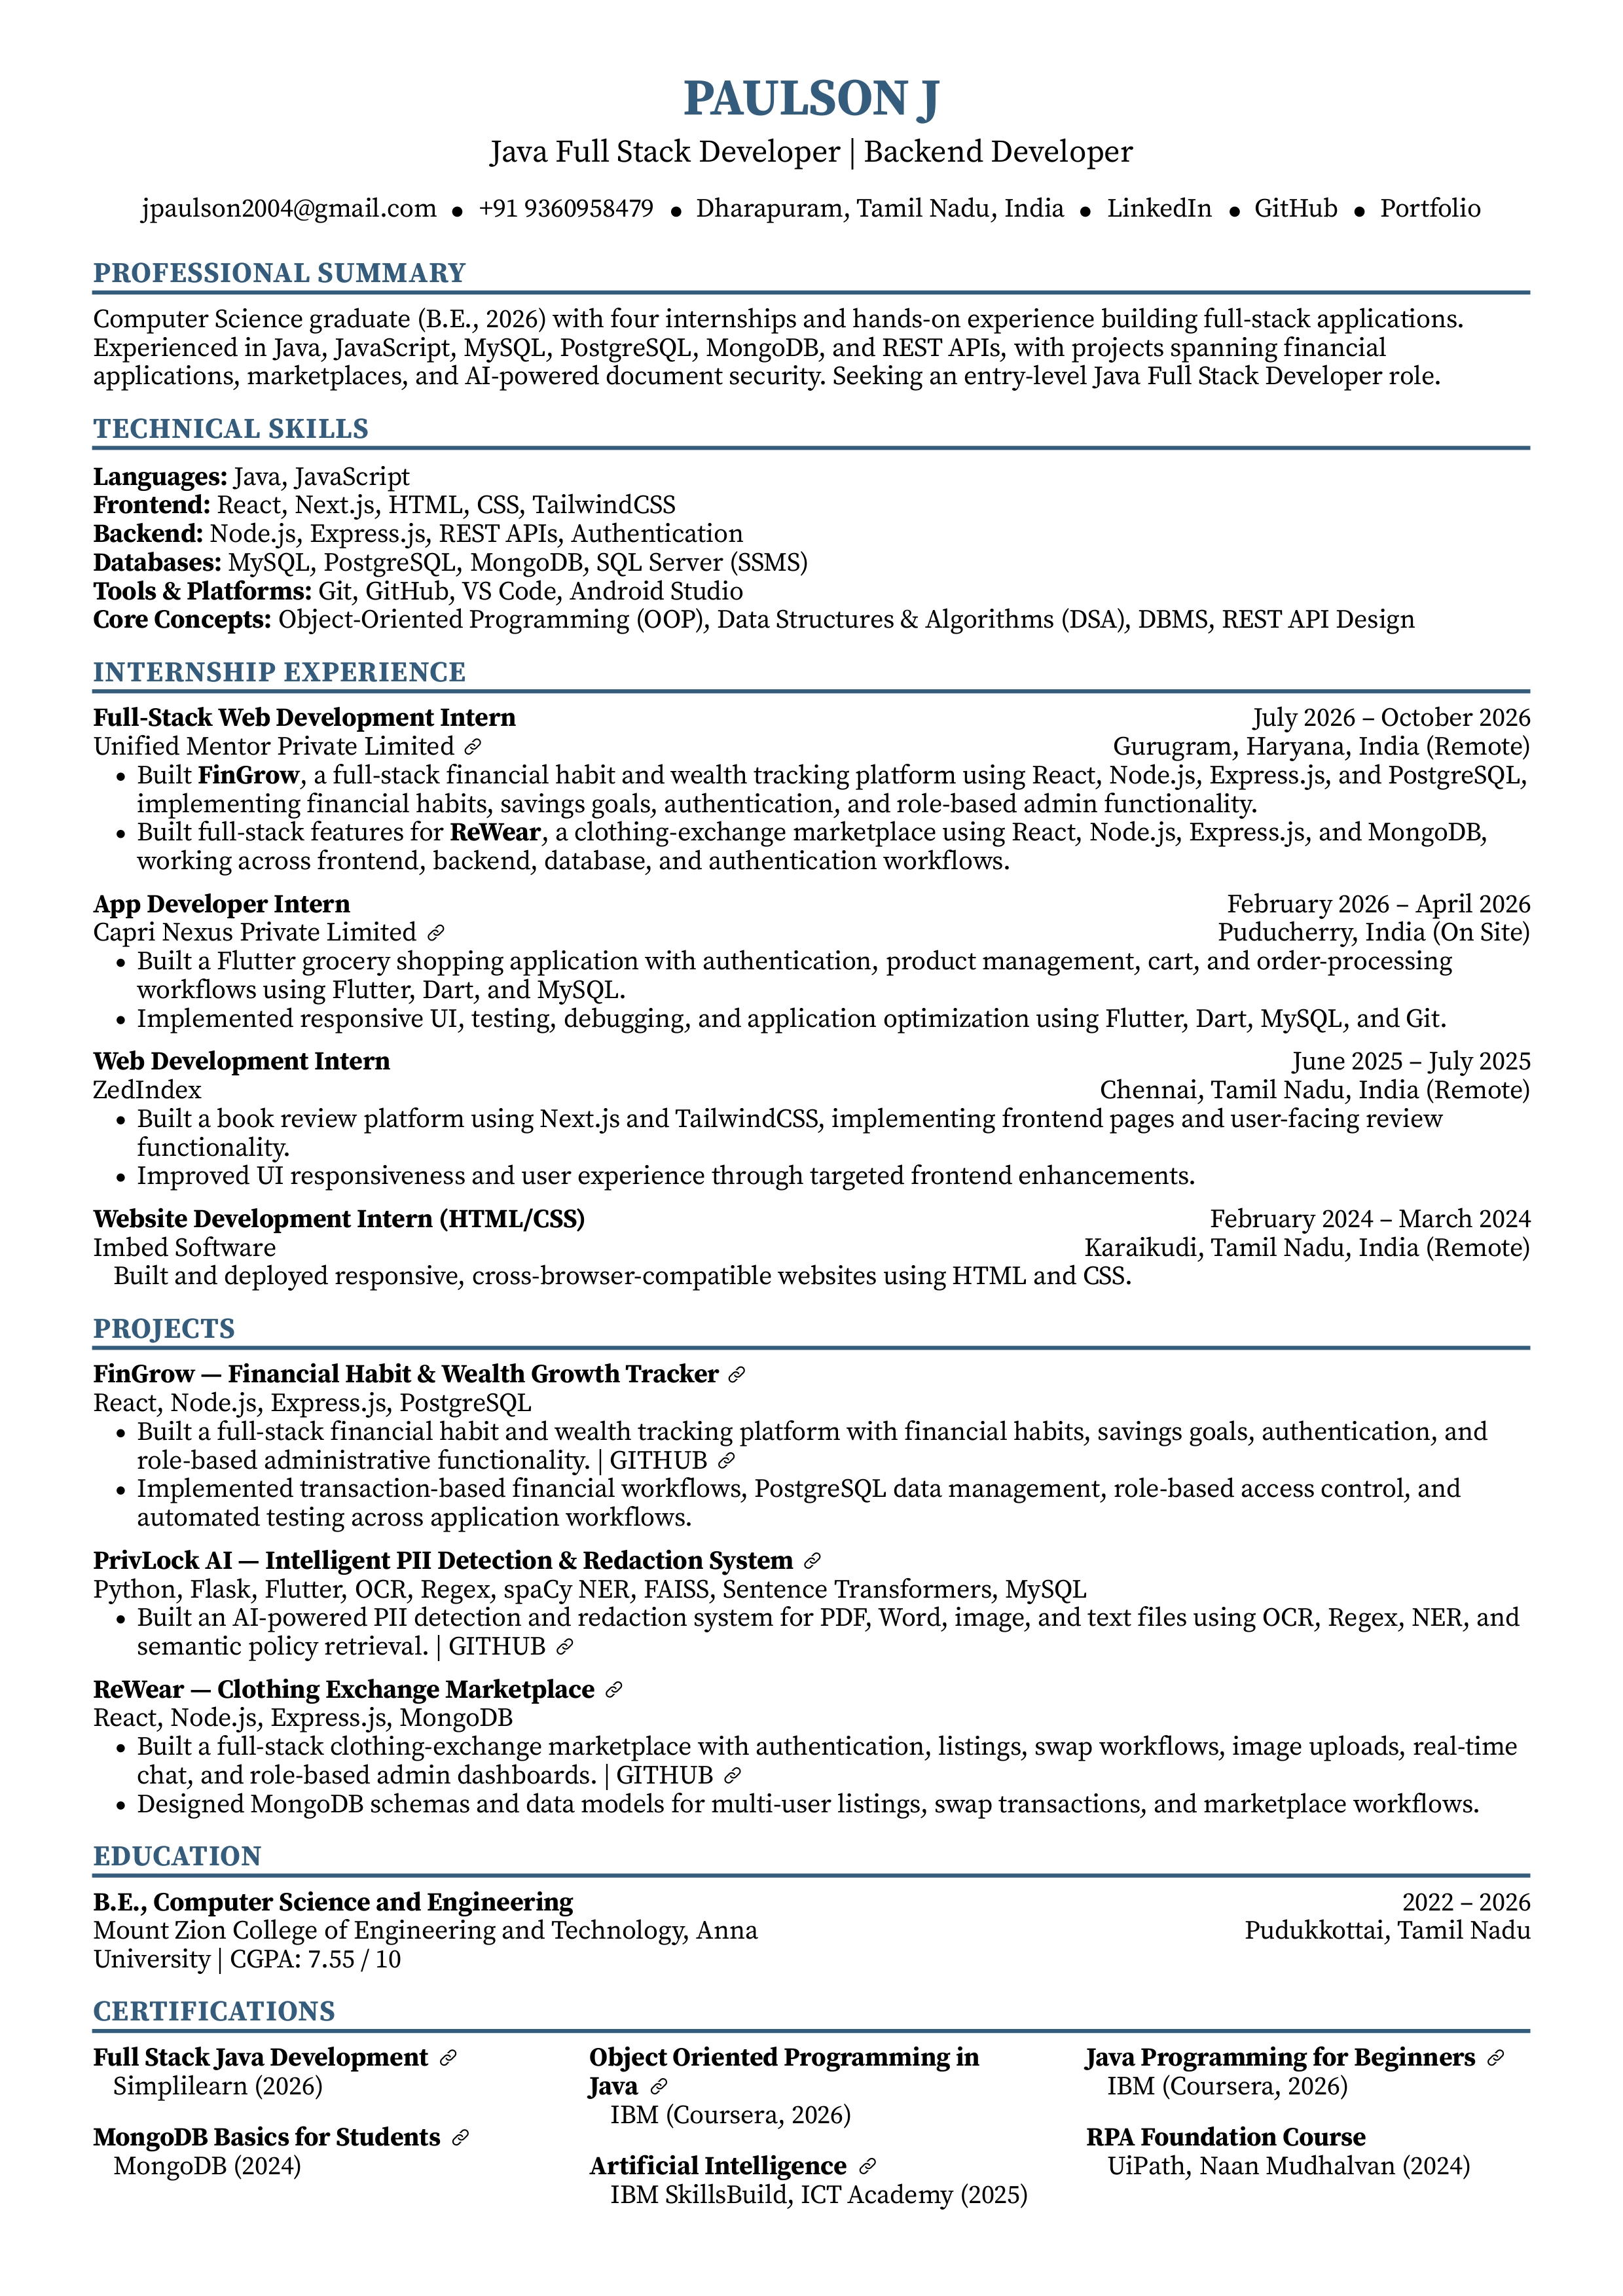 PAULSON J
Java Full Stack Developer | Backend Developer
jpaulson2004@gmail.com ● +91 9360958479 ● Dharapuram, Tamil Nadu, India ● LinkedIn ● GitHub ● Portfolio
PROFESSIONAL SUMMARY
Computer Science graduate (B.E., 2026) with four internships and hands-on experience building full-stack applications.
Experienced in Java, JavaScript, MySQL, PostgreSQL, MongoDB, and REST APIs, with projects spanning financial
applications, marketplaces, and AI-powered document security. Seeking an entry-level Java Full Stack Developer role.
TECHNICAL SKILLS
Languages: Java, JavaScript
Frontend: React, Next.js, HTML, CSS, TailwindCSS
Backend: Node.js, Express.js, REST APIs, Authentication
Databases: MySQL, PostgreSQL, MongoDB, SQL Server (SSMS)
Tools & Platforms: Git, GitHub, VS Code, Android Studio
Core Concepts: Object-Oriented Programming (OOP), Data Structures & Algorithms (DSA), DBMS, REST API Design
INTERNSHIP EXPERIENCE
Full-Stack Web Development Intern July 2026 – October 2026
Unified Mentor Private Limited Gurugram, Haryana, India (Remote)
• Built FinGrow, a full-stack financial habit and wealth tracking platform using React, Node.js, Express.js, and PostgreSQL,
implementing financial habits, savings goals, authentication, and role-based admin functionality.
• Built full-stack features for ReWear, a clothing-exchange marketplace using React, Node.js, Express.js, and MongoDB,
working across frontend, backend, database, and authentication workflows.
App Developer Intern February 2026 – April 2026
Capri Nexus Private Limited Puducherry, India (On Site)
• Built a Flutter grocery shopping application with authentication, product management, cart, and order-processing
workflows using Flutter, Dart, and MySQL.
• Implemented responsive UI, testing, debugging, and application optimization using Flutter, Dart, MySQL, and Git.
Web Development Intern June 2025 – July 2025
ZedIndex Chennai, Tamil Nadu, India (Remote)
• Built a book review platform using Next.js and TailwindCSS, implementing frontend pages and user-facing review
functionality.
• Improved UI responsiveness and user experience through targeted frontend enhancements.
Website Development Intern (HTML/CSS) February 2024 – March 2024
Imbed Software Karaikudi, Tamil Nadu, India (Remote)
Built and deployed responsive, cross-browser-compatible websites using HTML and CSS.
PROJECTS
FinGrow — Financial Habit & Wealth Growth Tracker
React, Node.js, Express.js, PostgreSQL
• Built a full-stack financial habit and wealth tracking platform with financial habits, savings goals, authentication, and
role-based administrative functionality. | GITHUB
• Implemented transaction-based financial workflows, PostgreSQL data management, role-based access control, and
automated testing across application workflows.
PrivLock AI — Intelligent PII Detection & Redaction System
Python, Flask, Flutter, OCR, Regex, spaCy NER, FAISS, Sentence Transformers, MySQL
• Built an AI-powered PII detection and redaction system for PDF, Word, image, and text files using OCR, Regex, NER, and
semantic policy retrieval. | GITHUB
ReWear — Clothing Exchange Marketplace
React, Node.js, Express.js, MongoDB
• Built a full-stack clothing-exchange marketplace with authentication, listings, swap workflows, image uploads, real-time
chat, and role-based admin dashboards. | GITHUB
• Designed MongoDB schemas and data models for multi-user listings, swap transactions, and marketplace workflows.
EDUCATION
B.E., Computer Science and Engineering 2022 – 2026
Mount Zion College of Engineering and Technology, Anna Pudukkottai, Tamil Nadu
University | CGPA: 7.55 / 10
CERTIFICATIONS
Full Stack Java Development
Simplilearn (2026)
MongoDB Basics for Students
MongoDB (2024)
Object Oriented Programming in
Java
IBM (Coursera, 2026)
Artificial Intelligence
IBM SkillsBuild, ICT Academy (2025)
Java Programming for Beginners
IBM (Coursera, 2026)
RPA Foundation Course
UiPath, Naan Mudhalvan (2024)